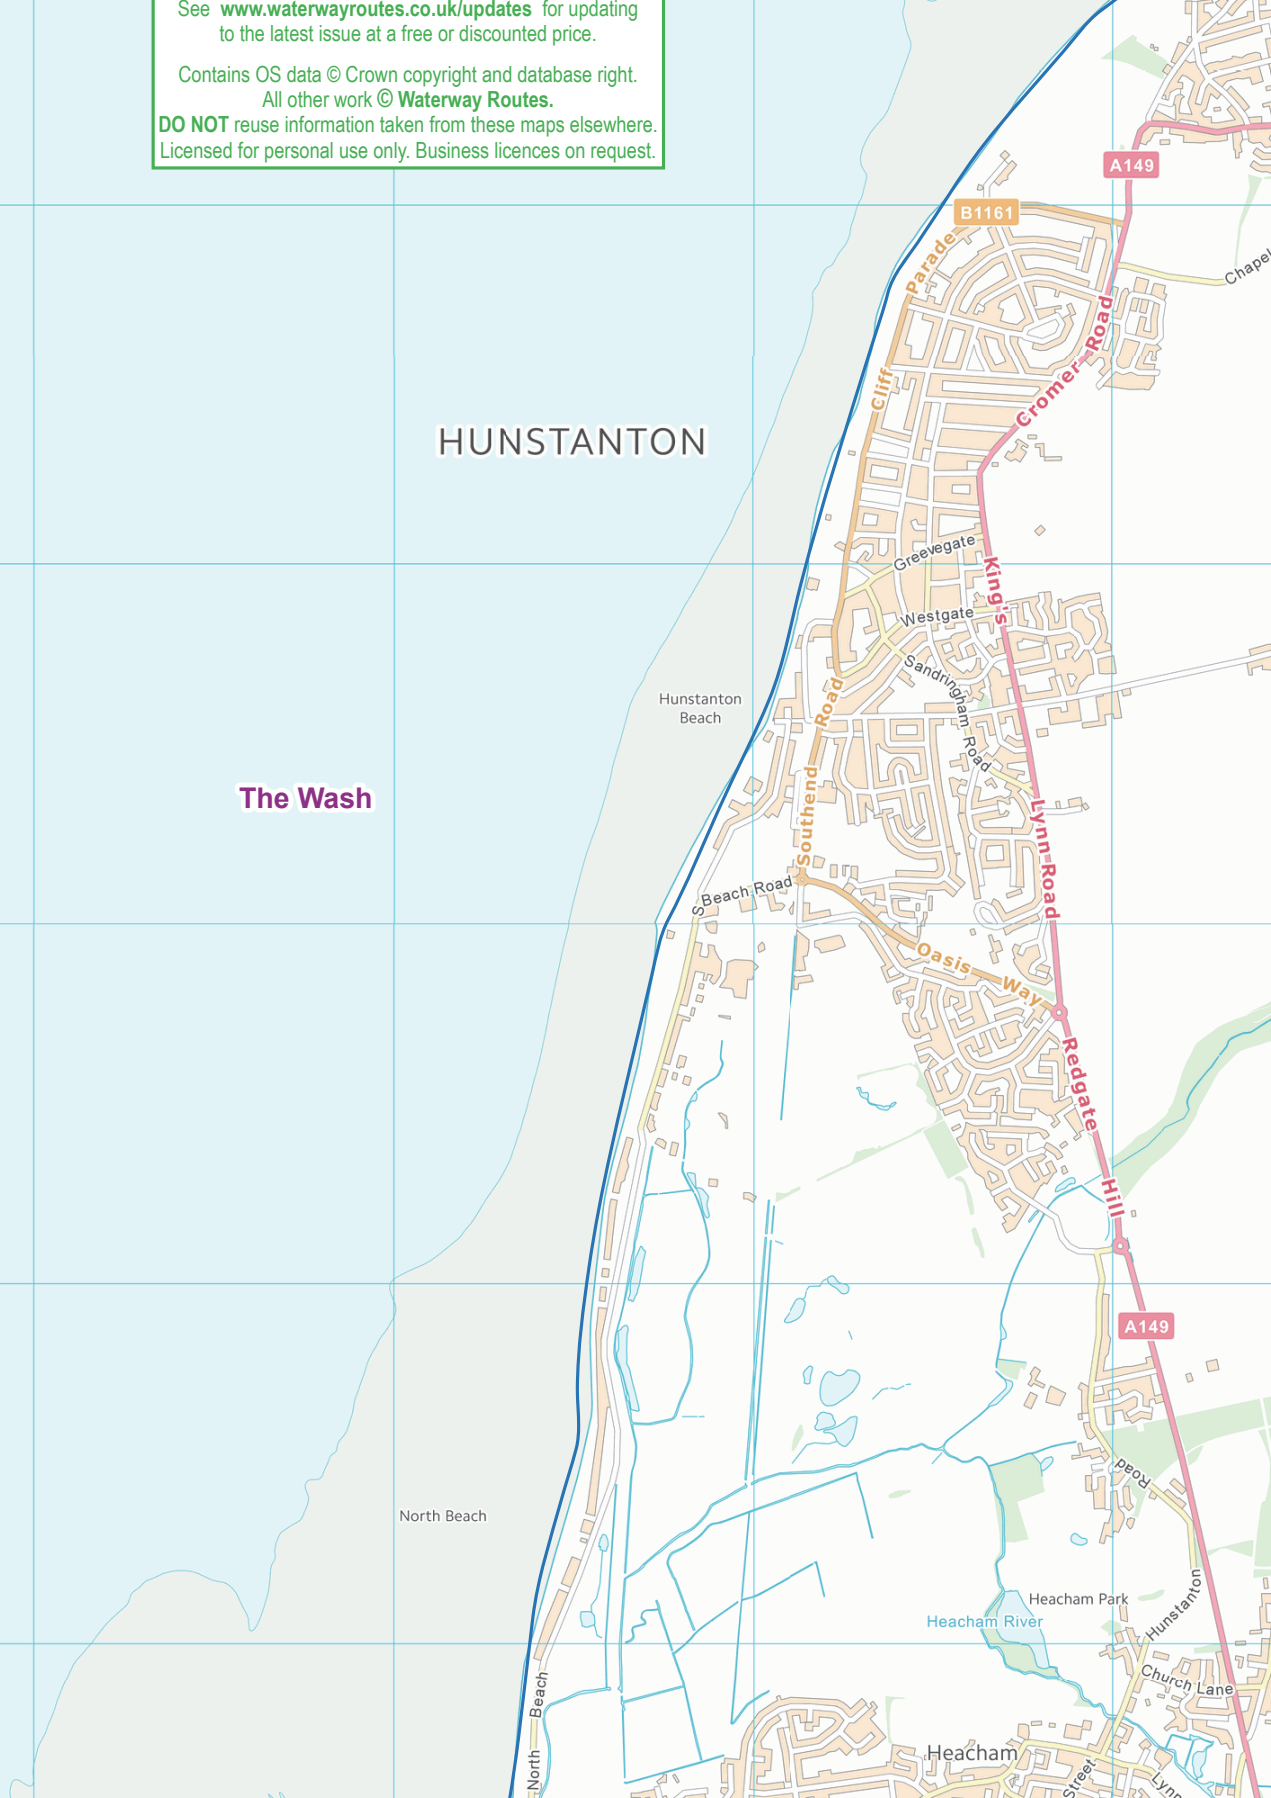 See www.waterwayroutes.co.uk/updates for updating
to the latest issue at a free or discounted price.
Contains OS data © Crown copyright and database right.
All other work © Waterway Routes.
DO NOT reuse information taken from these maps elsewhere.
Licensed for personal use only. Business licences on request.
A149
B1161
Chapel
Cliff Parade
Cromer Road
HUNSTANTON
Greevegate
King's
Westgate
Sandringham Road
Hunstanton
Beach
Southend Road
The Wash
Lynn Road
S Beach Road
Oasis Way
Redgate
Hill
A149
Road
North Beach
Hunstanton
Heacham Park
Heacham River
Church Lane
North Beach
Heacham
Street
Lynn